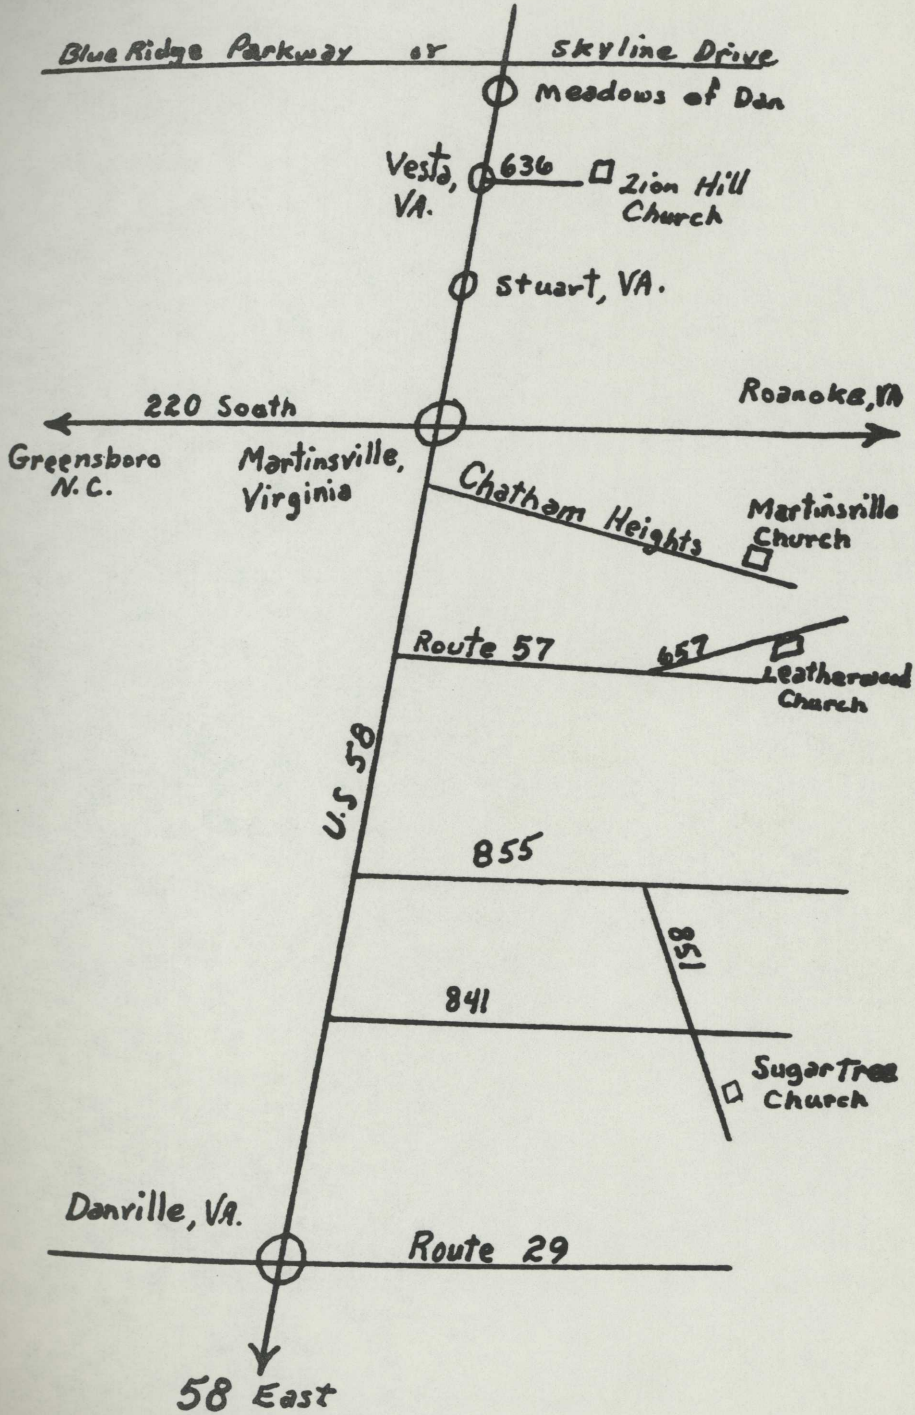 Blue Ridge Parkway or Skyline Drive
Meadows of Dan
Vesta,
VA.
636
Zion Hill
Church
Stuart, VA.
220 South
Roanoke, VA
Greensboro
N.C.
Martinsville,
Virginia
Chatham Heights
Martinsville
Church
Route 57
657
Leatherwood
Church
U.S 58
855
851
841
Sugar Tree
Church
Danville, VA.
Route 29
58 East